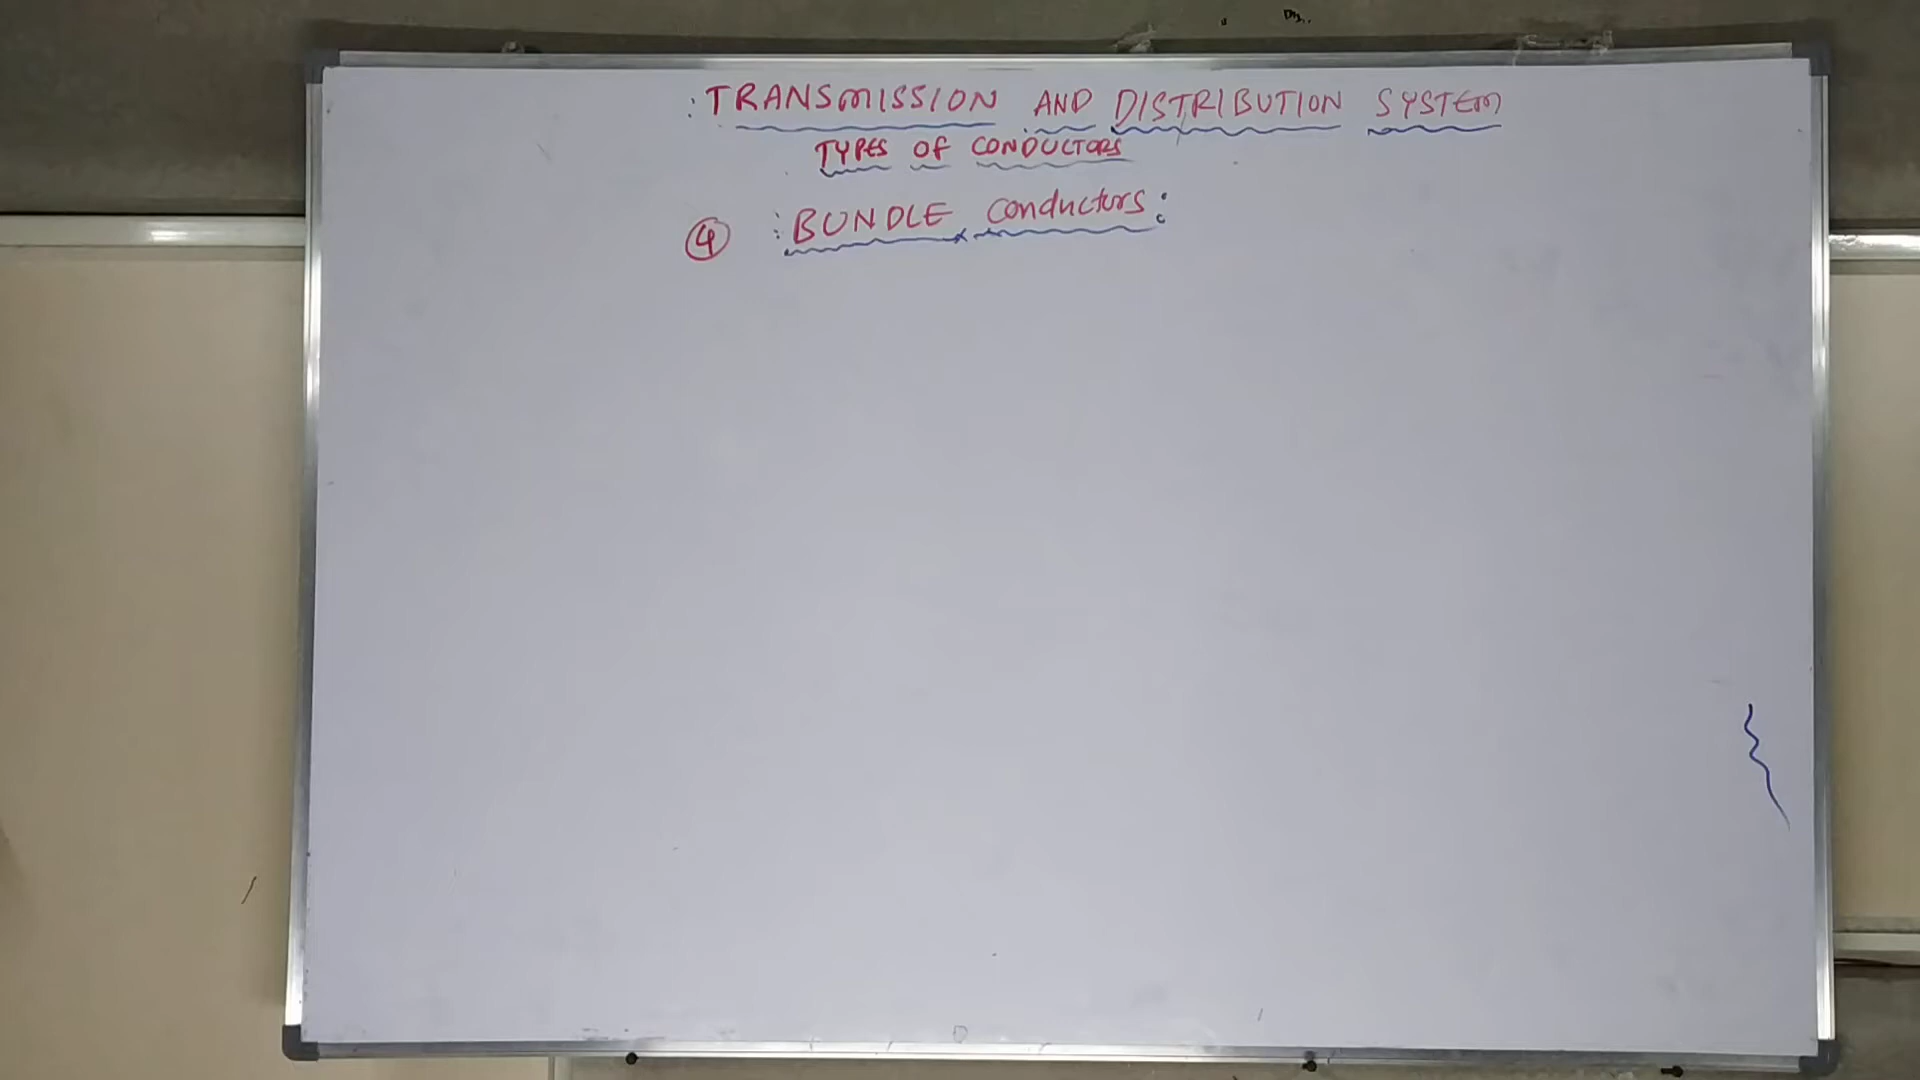 : TRANSMISSION AND DISTRIBUTION SYSTEM
TYPES OF CONDUCTORS
④ : BUNDLE conductors: